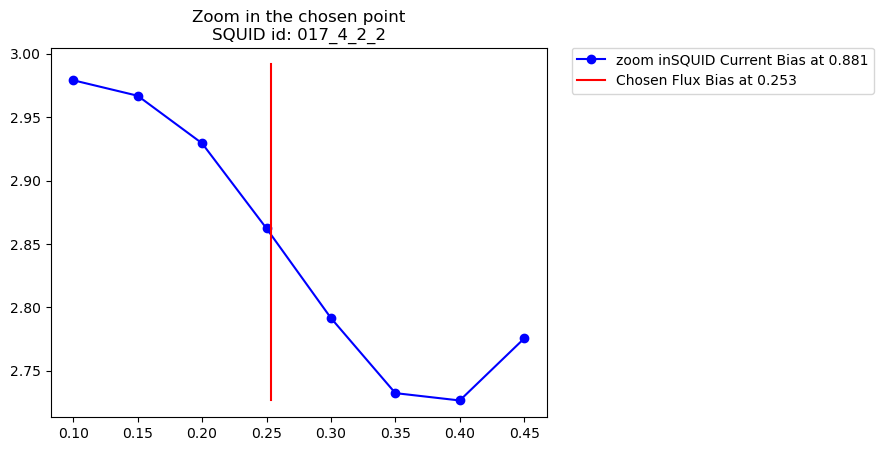 Zoom in the chosen point
SQUID id: 017_4_2_2
zoom inSQUID Current Bias at 0.881
Chosen Flux Bias at 0.253
3.00
2.95
2.90
2.85
2.80
2.75
0.10 0.15 0.20 0.25 0.30 0.35 0.40 0.45